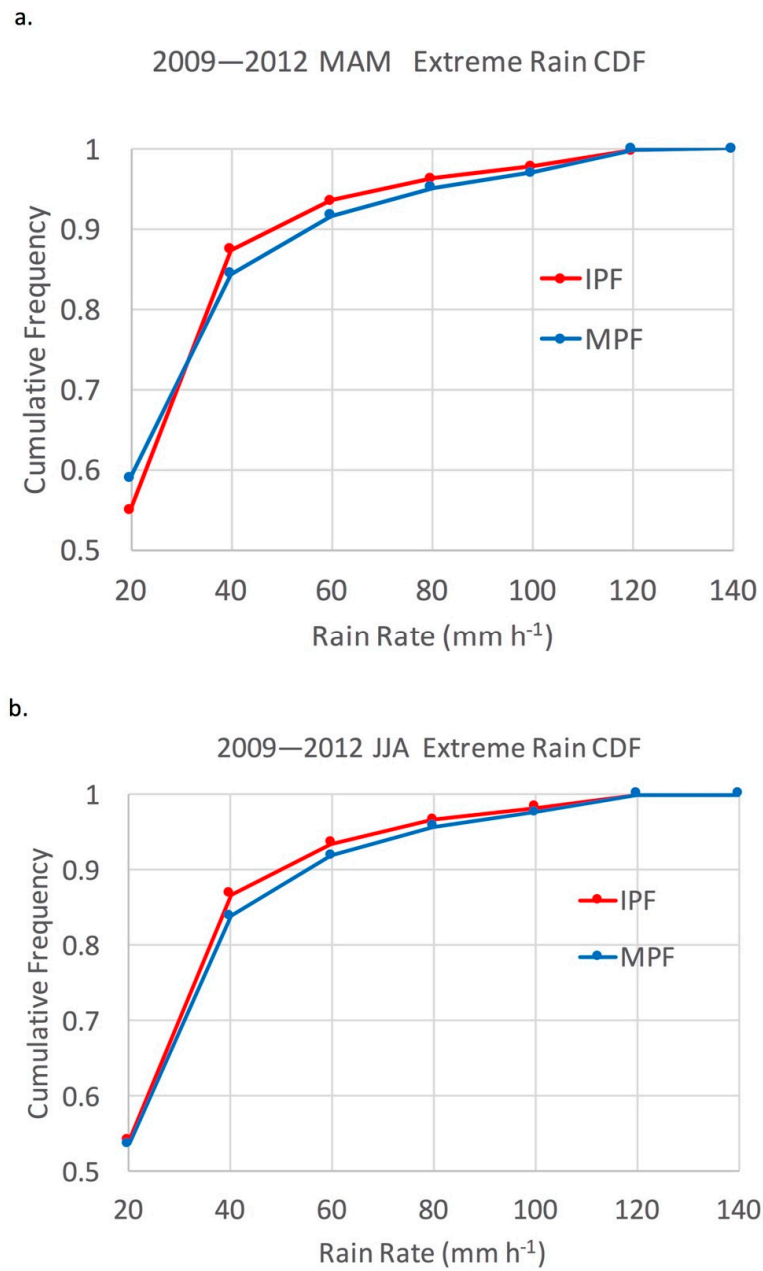 a.
2009—2012 MAM Extreme Rain CDF
1
0.9
0.8
0.7
0.6
0.5
Cumulative Frequency
IPF
MPF
20 40 60 80 100 120 140
Rain Rate (mm h⁻¹)
b.
2009—2012 JJA Extreme Rain CDF
1
0.9
0.8
0.7
0.6
0.5
Cumulative Frequency
IPF
MPF
20 40 60 80 100 120 140
Rain Rate (mm h⁻¹)